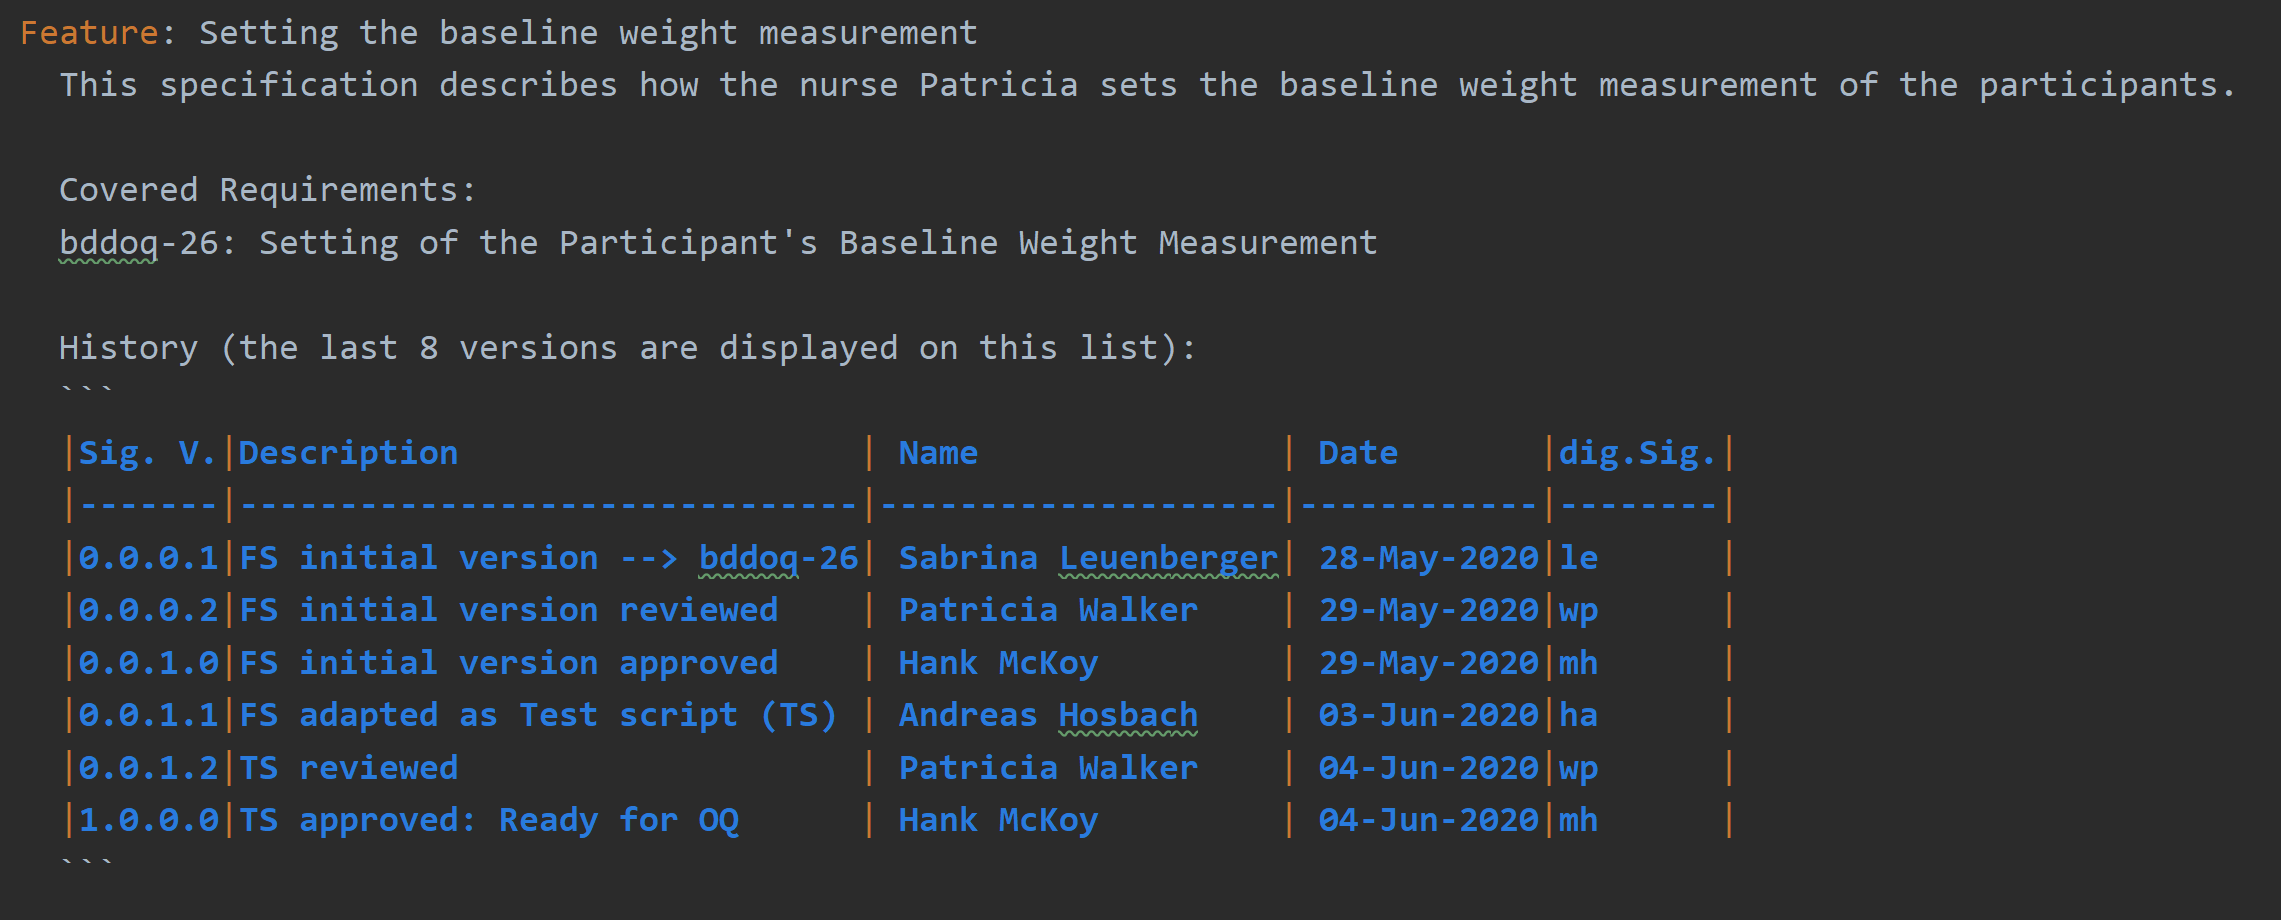 Feature: Setting the baseline weight measurement
This specification describes how the nurse Patricia sets the baseline weight measurement of the participants.
Covered Requirements:
bddoq-26: Setting of the Participant's Baseline Weight Measurement
History (the last 8 versions are displayed on this list):
```
|Sig. V.|Description                    | Name               | Date       |dig.Sig.|
|-------|-------------------------------|--------------------|------------|--------|
|0.0.0.1|FS initial version --> bddoq-26| Sabrina Leuenberger| 28-May-2020|le      |
|0.0.0.2|FS initial version reviewed    | Patricia Walker    | 29-May-2020|wp      |
|0.0.1.0|FS initial version approved    | Hank McKoy         | 29-May-2020|mh      |
|0.0.1.1|FS adapted as Test script (TS) | Andreas Hosbach    | 03-Jun-2020|ha      |
|0.0.1.2|TS reviewed                    | Patricia Walker    | 04-Jun-2020|wp      |
|1.0.0.0|TS approved: Ready for OQ      | Hank McKoy         | 04-Jun-2020|mh      |
```